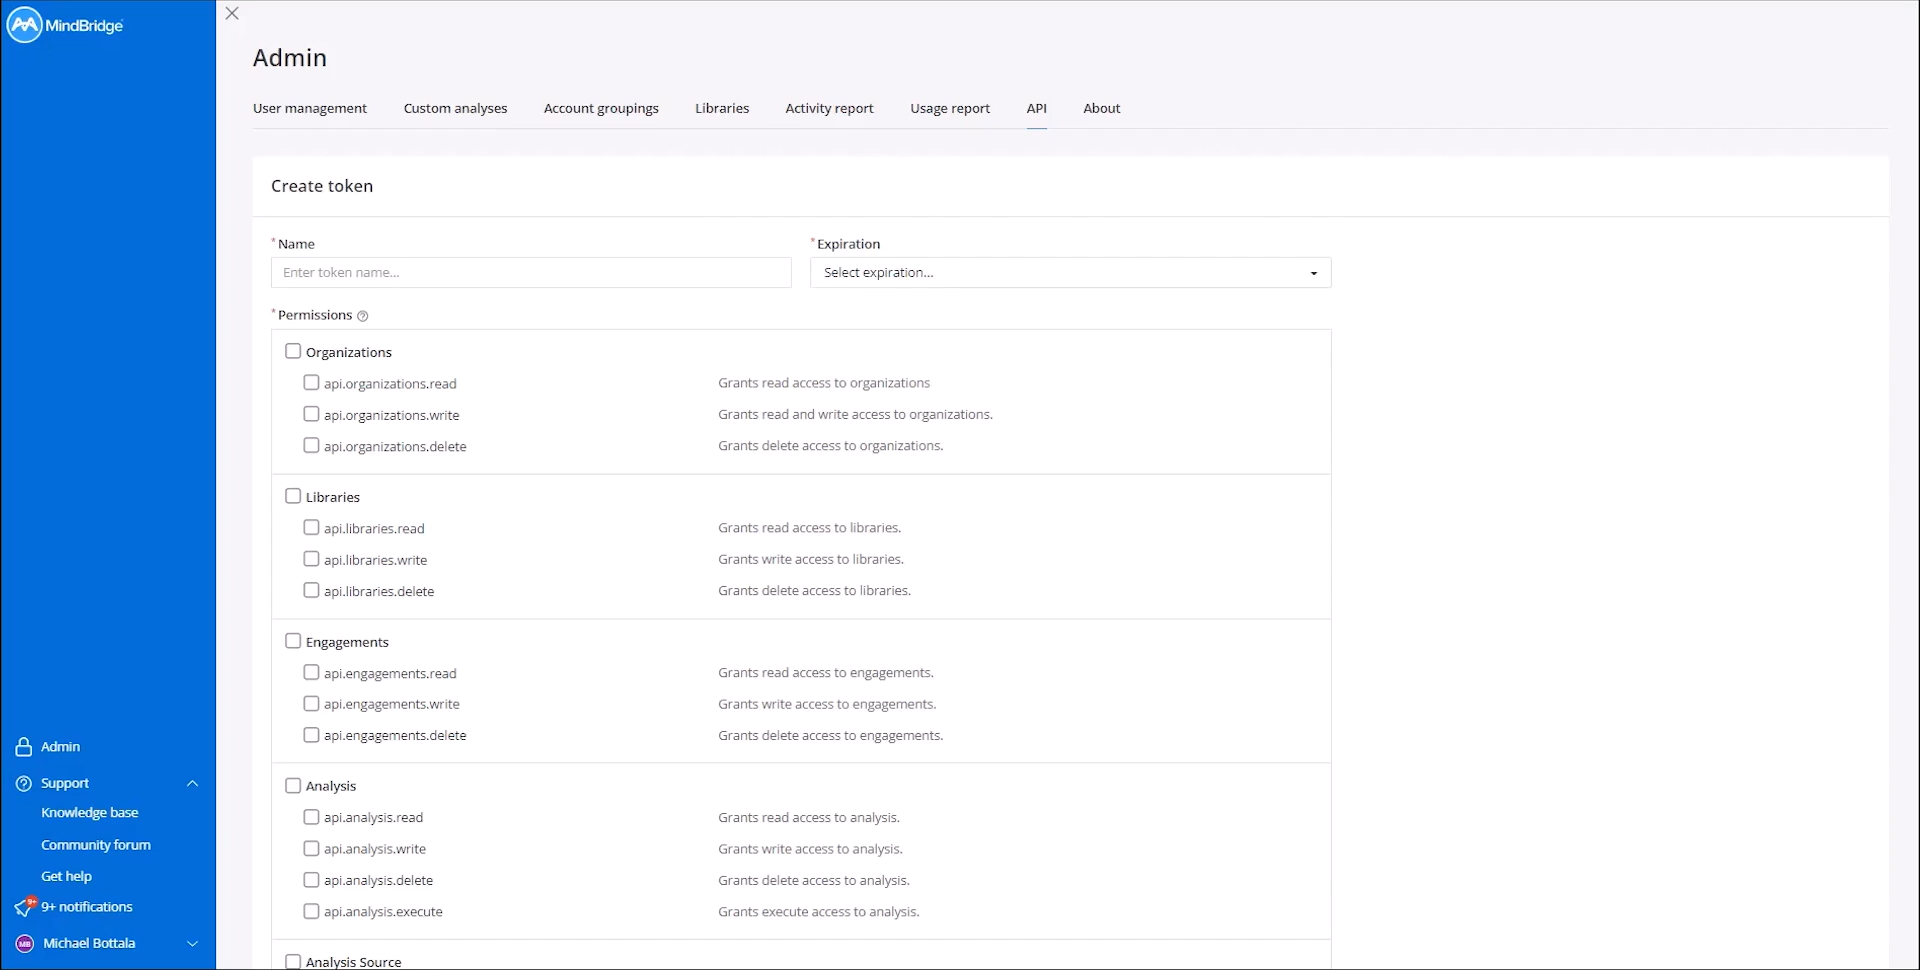 MindBridge
Admin
User management Custom analyses Account groupings Libraries Activity report Usage report API About
Create token
*Name
Enter token name...
*Expiration
Select expiration...
*Permissions
Organizations
api.organizations.read Grants read access to organizations
api.organizations.write Grants read and write access to organizations.
api.organizations.delete Grants delete access to organizations.
Libraries
api.libraries.read Grants read access to libraries.
api.libraries.write Grants write access to libraries.
api.libraries.delete Grants delete access to libraries.
Engagements
api.engagements.read Grants read access to engagements.
api.engagements.write Grants write access to engagements.
api.engagements.delete Grants delete access to engagements.
Analysis
api.analysis.read Grants read access to analysis.
api.analysis.write Grants write access to analysis.
api.analysis.delete Grants delete access to analysis.
api.analysis.execute Grants execute access to analysis.
Analysis Source
Admin
Support
Knowledge base
Community forum
Get help
9+ 9+ notifications
MB Michael Bottala